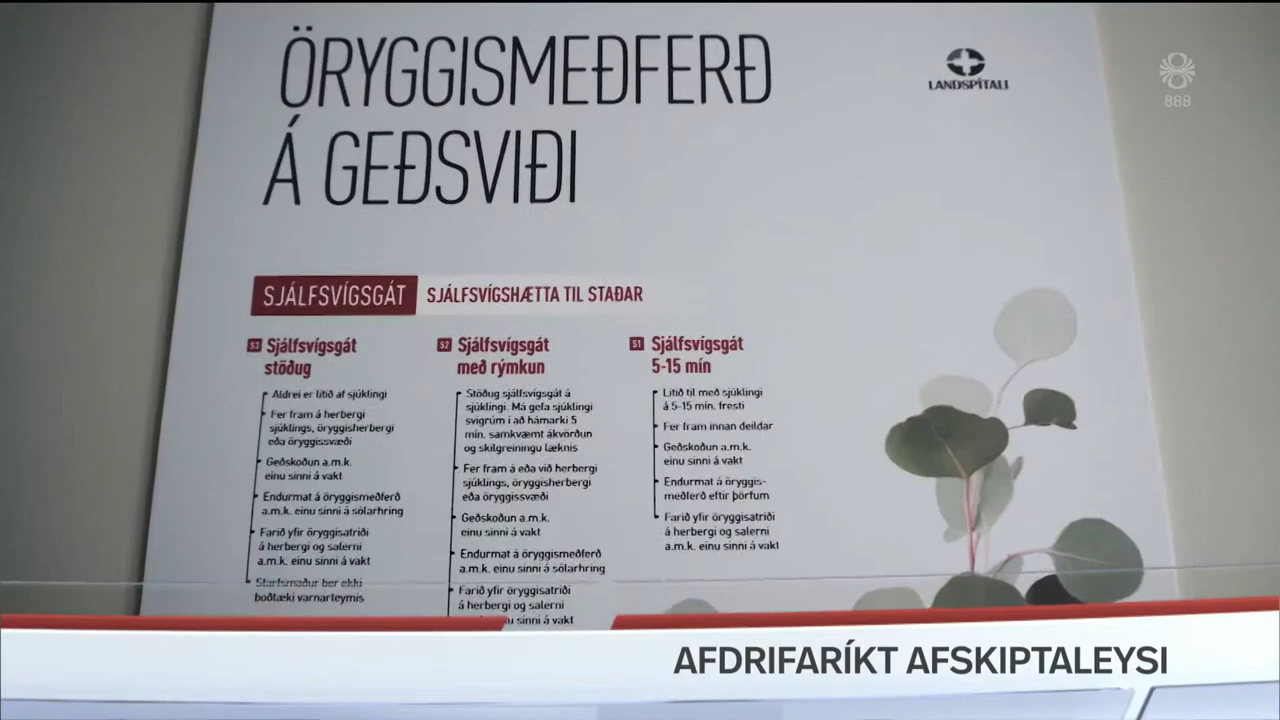 ÖRYGGISMEÐFERÐ
Á GEÐSVIÐI
LANDSPÍTALI
888
SJÁLFSVÍGSGÁT
SJÁLFSVÍGSHÆTTA TIL STAÐAR
S3 Sjálfsvígsgát
stöðug
Aldrei er litið af sjúklingi
Fer fram á herbergi
sjúklings, öryggisherbergi
eða öryggissvæði
Geðskoðun a.m.k.
einu sinni á vakt
Endurmat á öryggismeðferð
a.m.k. einu sinni á sólarhring
Farið yfir öryggisatriði
á herbergi og salerni
a.m.k. einu sinni á vakt
Starfsmaður ber ekki
boðtæki varnarteymis
S2 Sjálfsvígsgát
með rýmkun
Stöðug sjálfsvígsgát á
sjúklingi. Má gefa sjúklingi
svigrúm í að hámarki 5
mín. samkvæmt ákvörðun
og skilgreiningu læknis
Fer fram á eða við herbergi
sjúklings, öryggisherbergi
eða öryggissvæði
Geðskoðun a.m.k.
einu sinni á vakt
Endurmat á öryggismeðferð
a.m.k. einu sinni á sólarhring
Farið yfir öryggisatriði
á herbergi og salerni
sinni á vakt
S1 Sjálfsvígsgát
5-15 mín
Litið til með sjúklingi
á 5-15 mín. fresti
Fer fram innan deildar
Geðskoðun a.m.k.
einu sinni á vakt
Endurmat á öryggis-
meðferð eftir þörfum
Farið yfir öryggisatriði
á herbergi og salerni
a.m.k. einu sinni á vakt
AFDRIFARÍKT AFSKIPTALEYSI